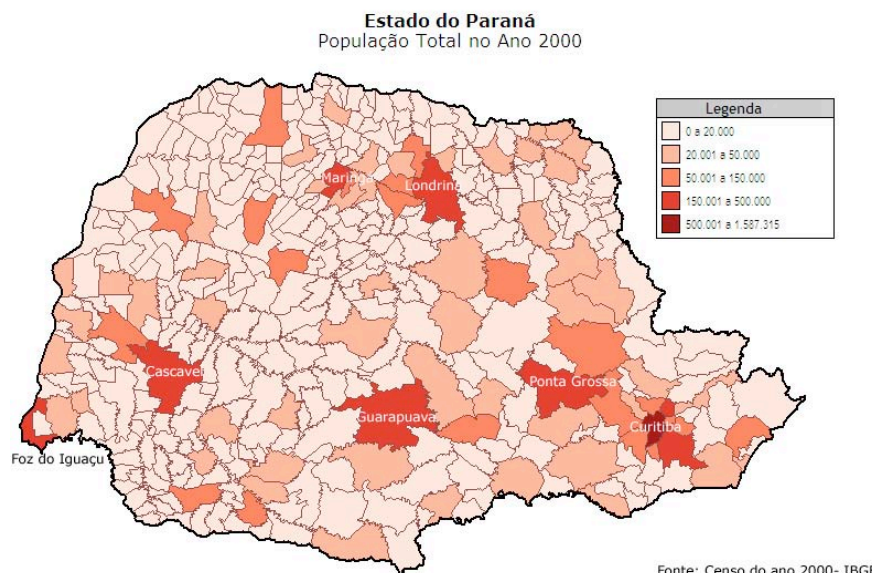 Estado do Paraná
População Total no Ano 2000
Legenda
0 a 20.000
20.001 a 50.000
50.001 a 150.000
150.001 a 500.000
500.001 a 1.587.315
Maringa
Londrin
Cascavel
Ponta Grossa
Guarapuava
Curitiba
Foz do Iguaçu
Fonte: Censo do ano 2000- IBGE